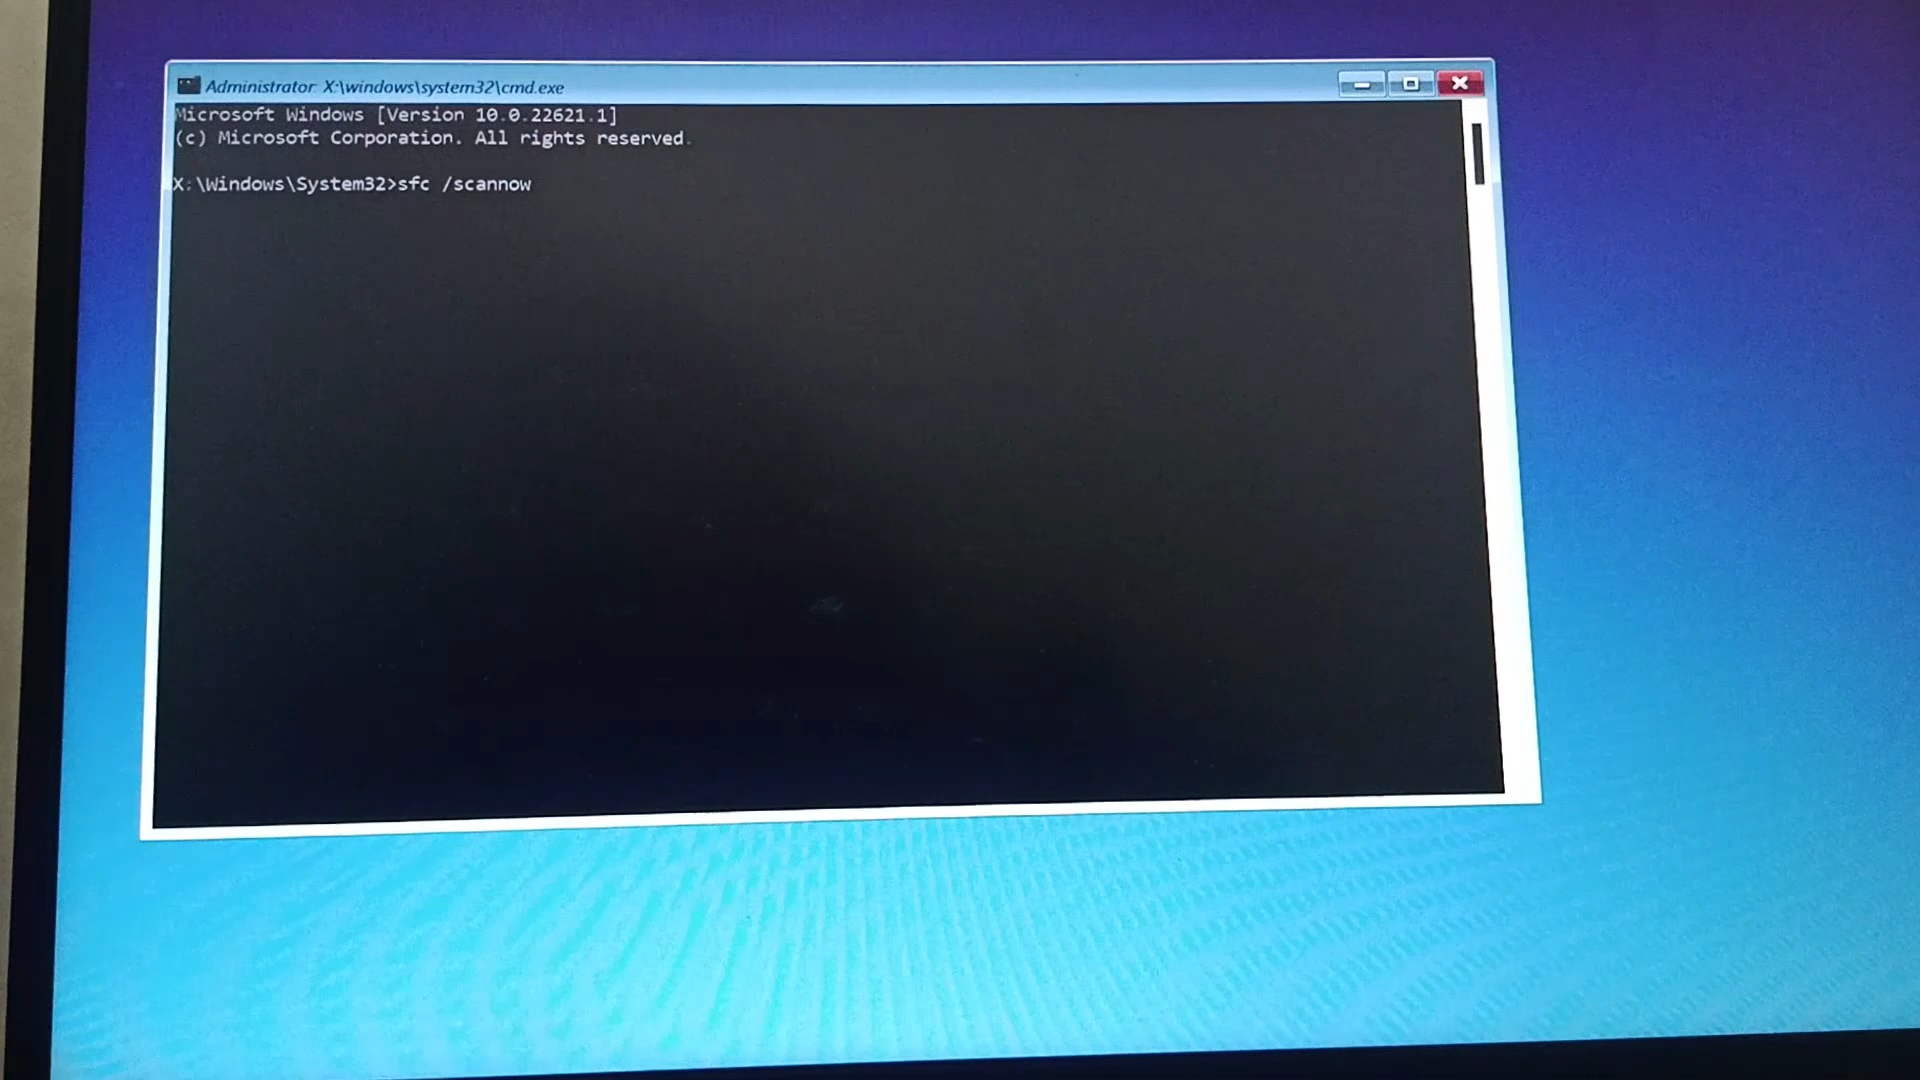 Administrator: X:\windows\system32\cmd.exe
Microsoft Windows [Version 10.0.22621.1]
(c) Microsoft Corporation. All rights reserved.
X:\Windows\System32>sfc /scannow